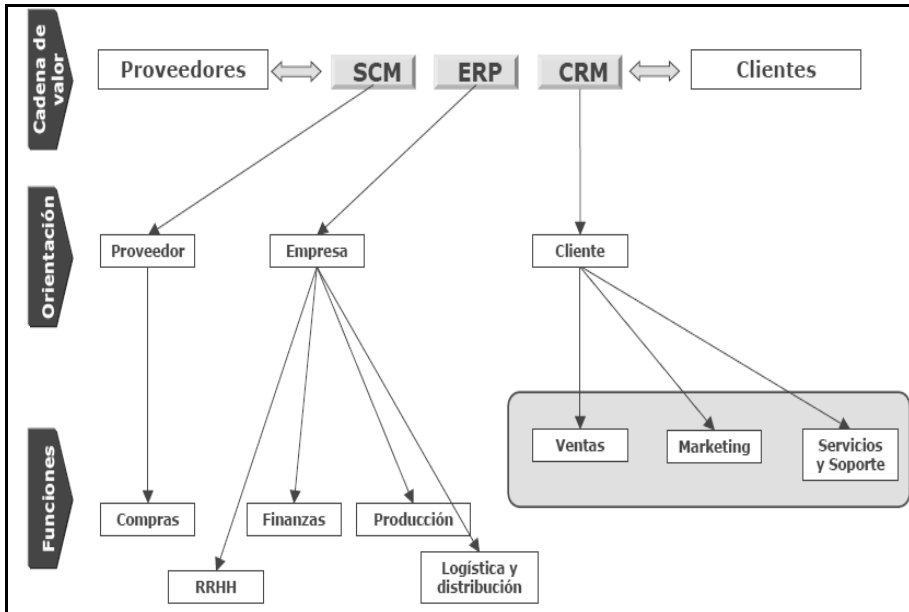 Cadena de
valor
Proveedores
SCM
ERP
CRM
Clientes
Orientación
Proveedor
Empresa
Cliente
Funciones
Ventas
Marketing
Servicios
y Soporte
Compras
Finanzas
Producción
RRHH
Logística y
distribución